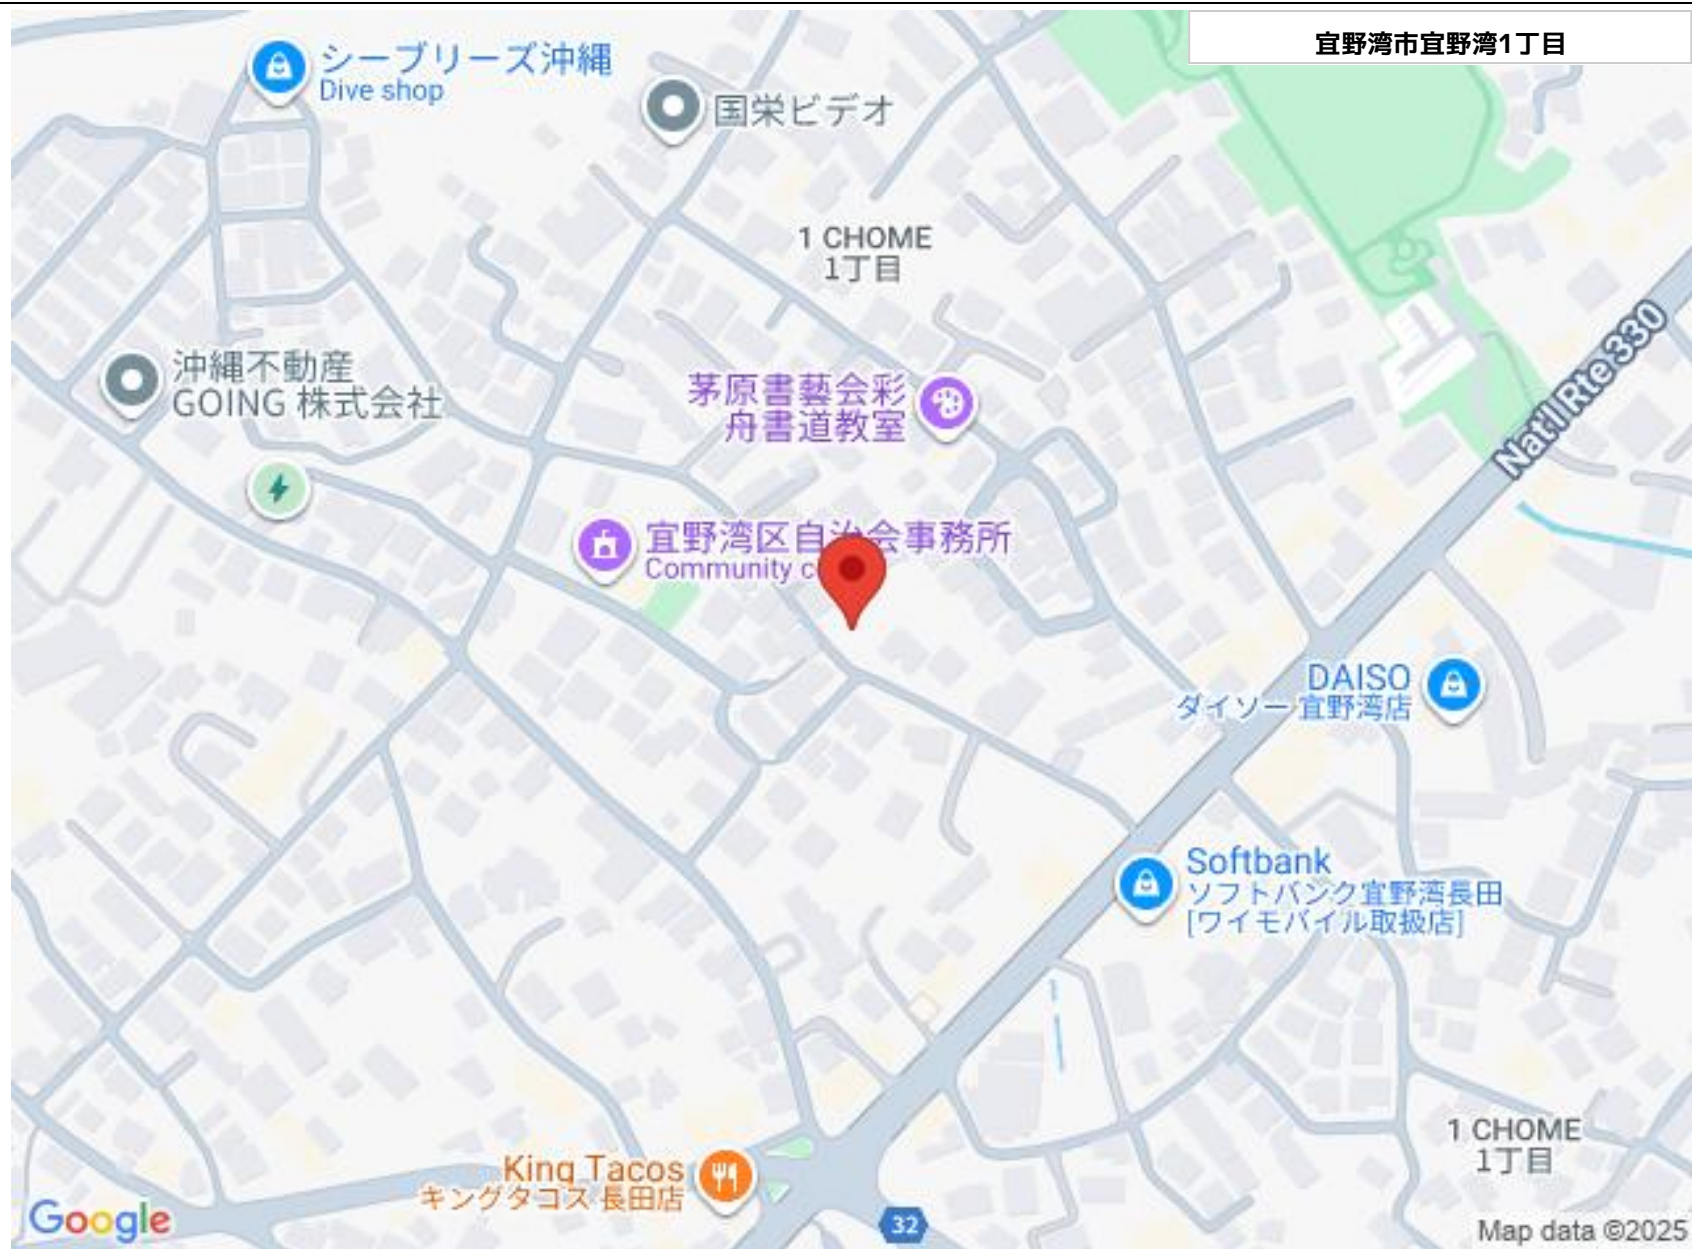 宜野湾市宜野湾1丁目
シーブリーズ沖縄
Dive shop
国栄ビデオ
1 CHOME
1丁目
Nat'l Rte 330
沖縄不動産
GOING 株式会社
茅原書藝会彩
舟書道教室
宜野湾区自治会事務所
Community c
DAISO
ダイソー 宜野湾店
Softbank
ソフトバンク宜野湾長田
[ワイモバイル取扱店]
1 CHOME
1丁目
King Tacos
キングタコス 長田店
32
Google
Map data ©2025